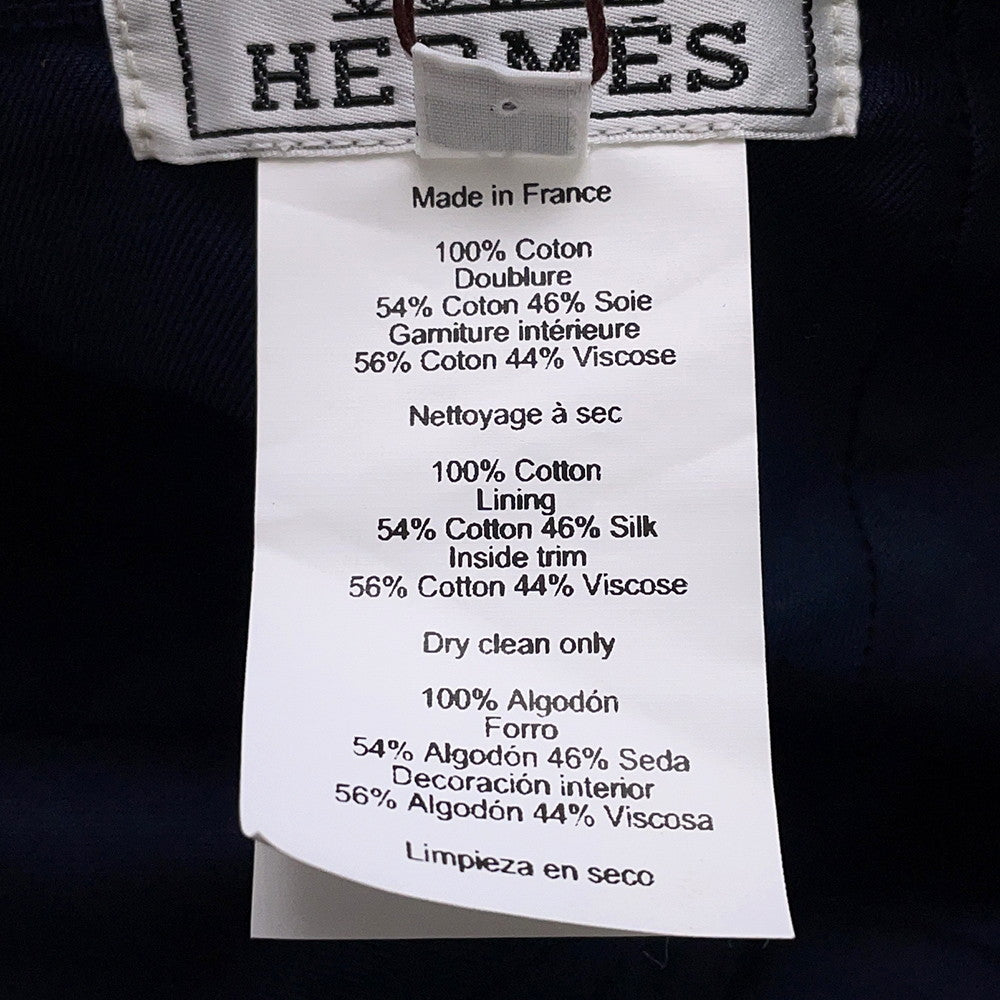 HERMÈS
Made in France
100% Coton
Doublure
54% Coton 46% Soie
Garniture intérieure
56% Coton 44% Viscose
Nettoyage à sec
100% Cotton
Lining
54% Cotton 46% Silk
Inside trim
56% Cotton 44% Viscose
Dry clean only
100% Algodón
Forro
54% Algodón 46% Seda
Decoración interior
56% Algodón 44% Viscosa
Limpieza en seco